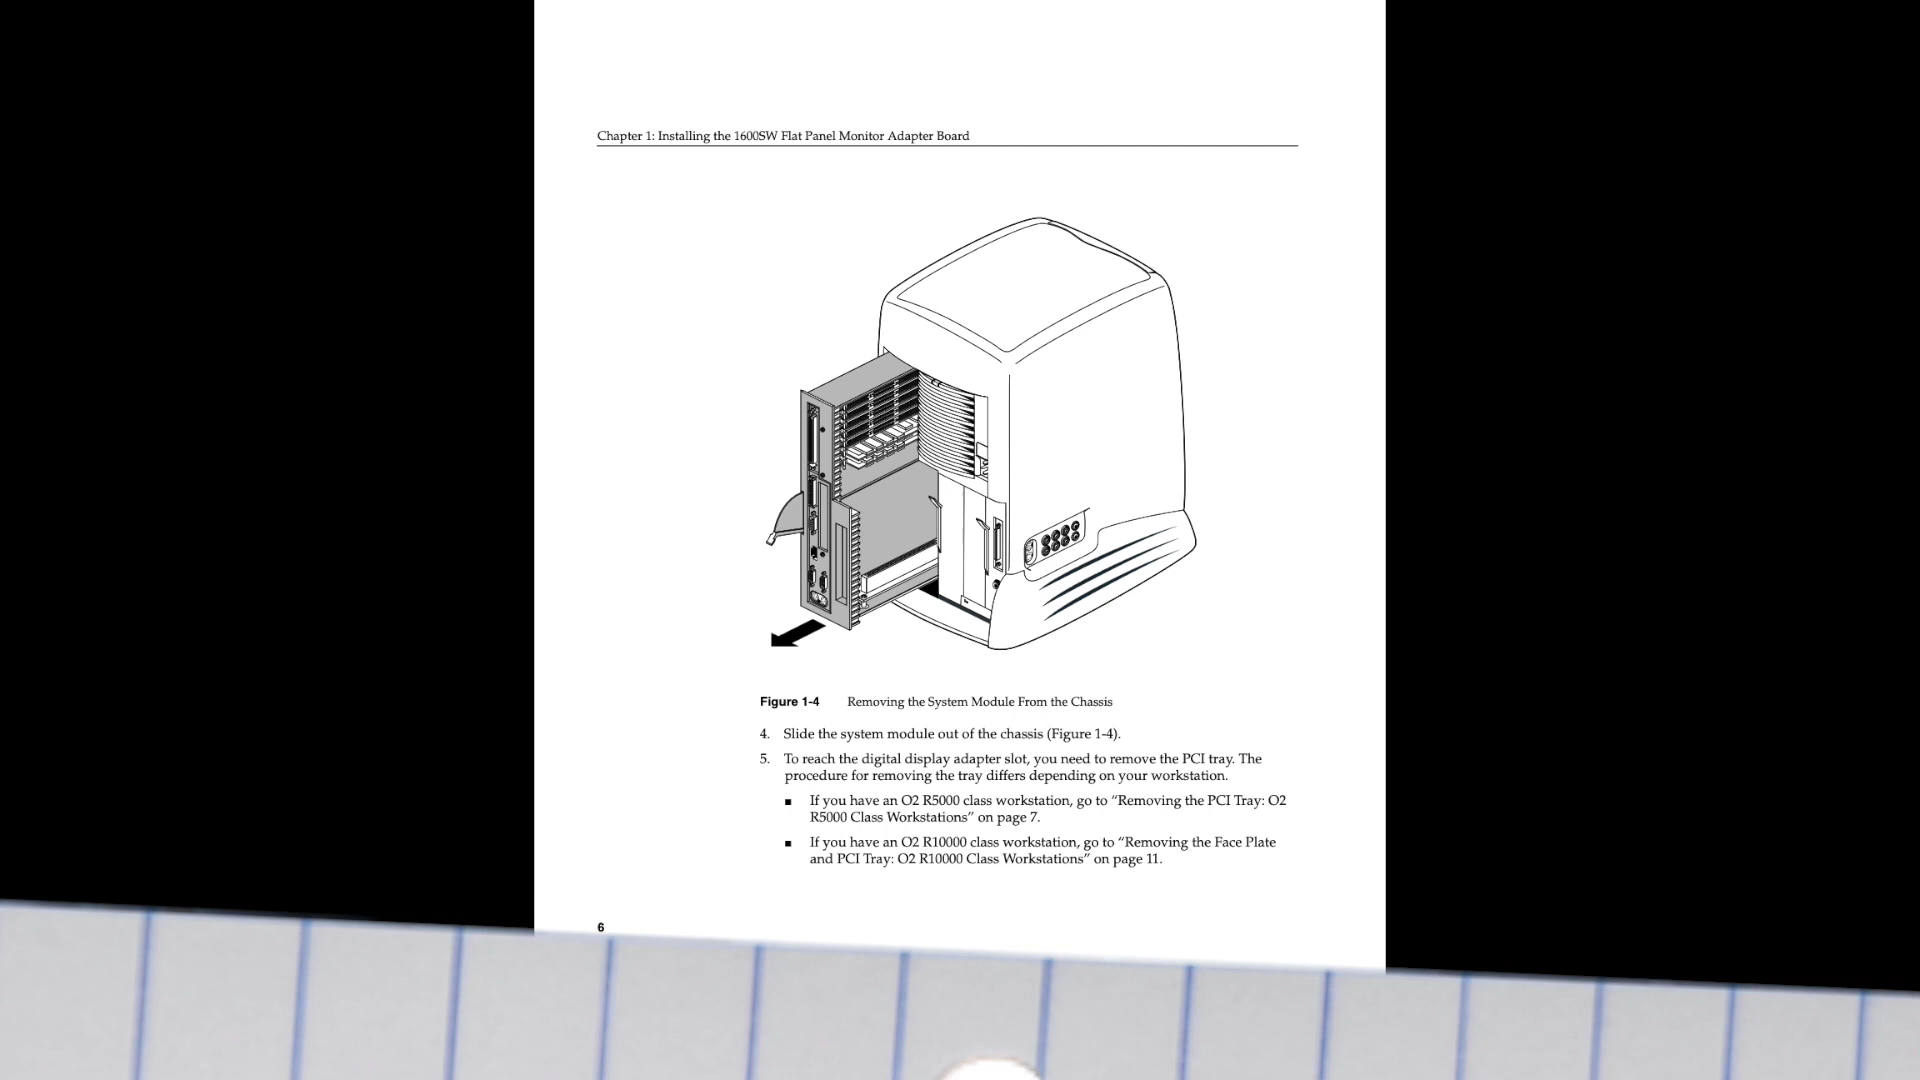 Chapter 1: Installing the 1600SW Flat Panel Monitor Adapter Board
Figure 1-4 Removing the System Module From the Chassis
4. Slide the system module out of the chassis (Figure 1-4).
5. To reach the digital display adapter slot, you need to remove the PCI tray. The
procedure for removing the tray differs depending on your workstation.
■ If you have an O2 R5000 class workstation, go to “Removing the PCI Tray: O2
R5000 Class Workstations” on page 7.
■ If you have an O2 R10000 class workstation, go to “Removing the Face Plate
and PCI Tray: O2 R10000 Class Workstations” on page 11.
6